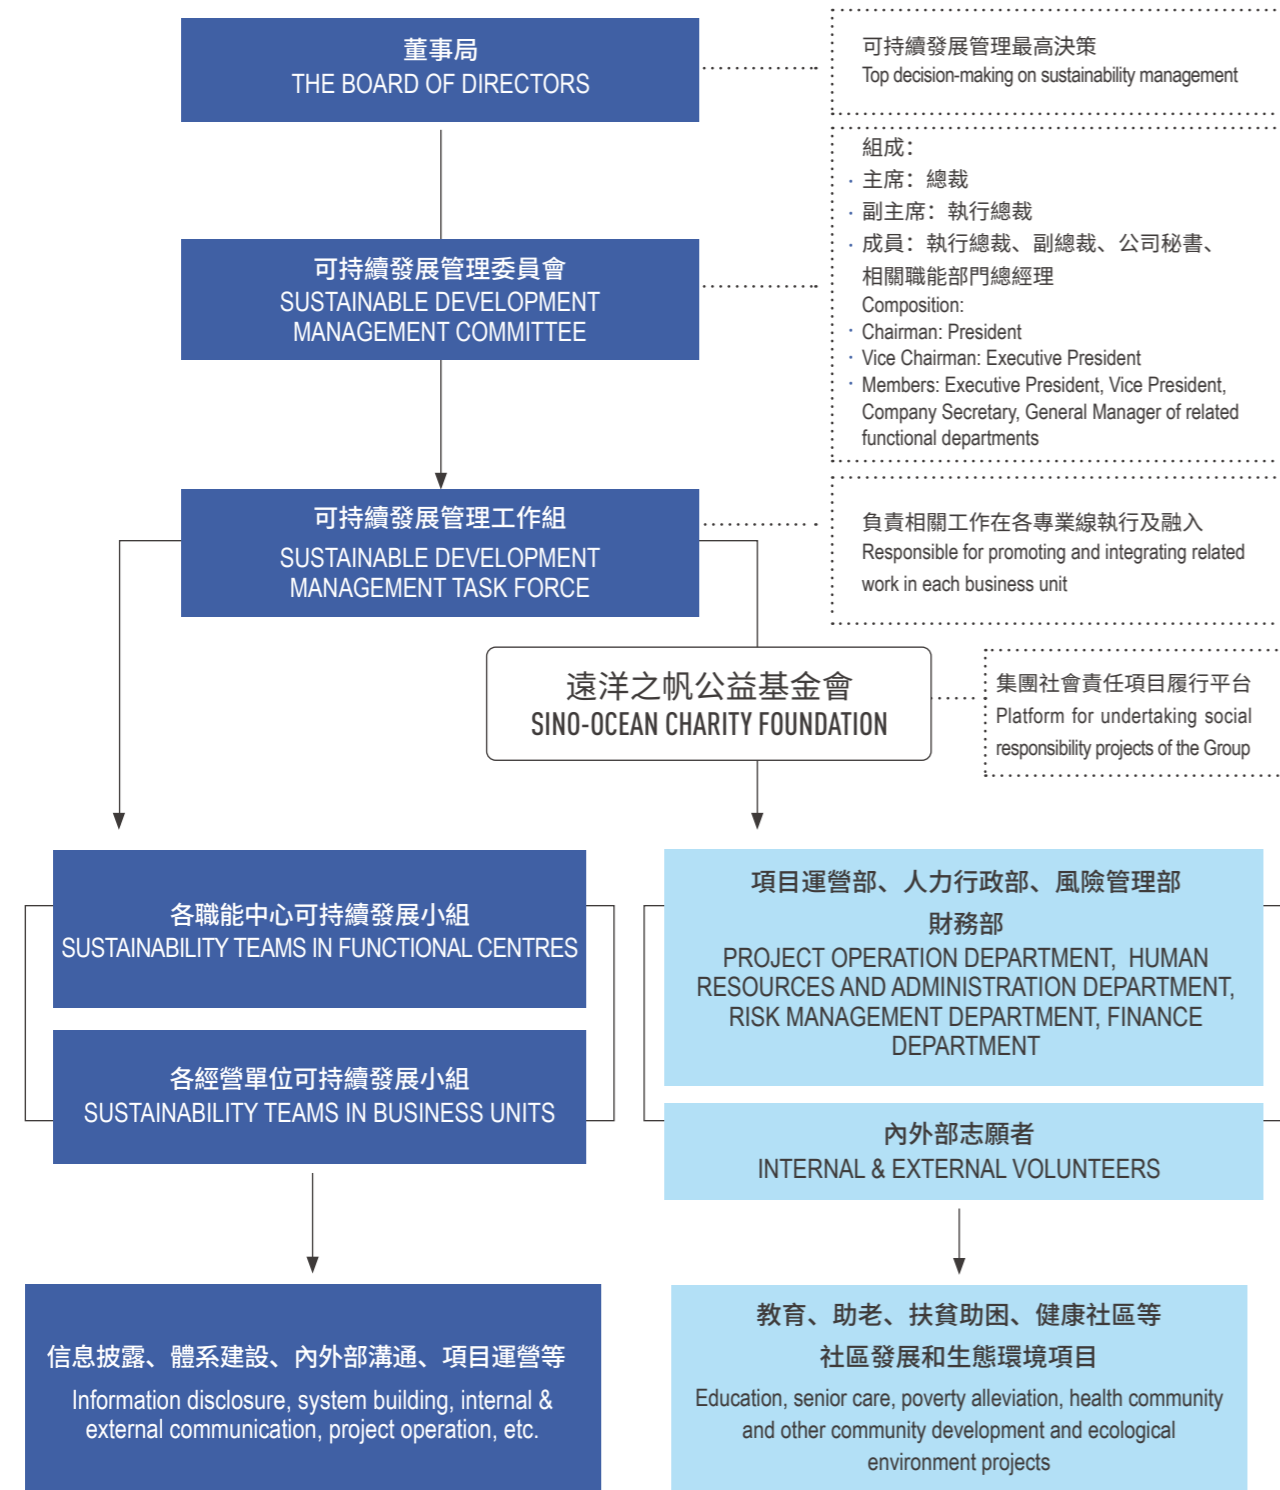 董事局
THE BOARD OF DIRECTORS
可持續發展管理最高決策
Top decision-making on sustainability management
組成：
· 主席：總裁
· 副主席：執行總裁
· 成員：執行總裁、副總裁、公司秘書、
相關職能部門總經理
Composition:
· Chairman: President
· Vice Chairman: Executive President
· Members: Executive President, Vice President,
Company Secretary, General Manager of related
functional departments
可持續發展管理委員會
SUSTAINABLE DEVELOPMENT
MANAGEMENT COMMITTEE
可持續發展管理工作組
SUSTAINABLE DEVELOPMENT
MANAGEMENT TASK FORCE
負責相關工作在各專業線執行及融入
Responsible for promoting and integrating related
work in each business unit
遠洋之帆公益基金會
SINO-OCEAN CHARITY FOUNDATION
集團社會責任項目履行平台
Platform for undertaking social
responsibility projects of the Group
各職能中心可持續發展小組
SUSTAINABILITY TEAMS IN FUNCTIONAL CENTRES
各經營單位可持續發展小組
SUSTAINABILITY TEAMS IN BUSINESS UNITS
信息披露、體系建設、內外部溝通、項目運營等
Information disclosure, system building, internal &
external communication, project operation, etc.
項目運營部、人力行政部、風險管理部
財務部
PROJECT OPERATION DEPARTMENT, HUMAN
RESOURCES AND ADMINISTRATION DEPARTMENT,
RISK MANAGEMENT DEPARTMENT, FINANCE
DEPARTMENT
內外部志願者
INTERNAL & EXTERNAL VOLUNTEERS
教育、助老、扶貧助困、健康社區等
社區發展和生態環境項目
Education, senior care, poverty alleviation, health community
and other community development and ecological
environment projects